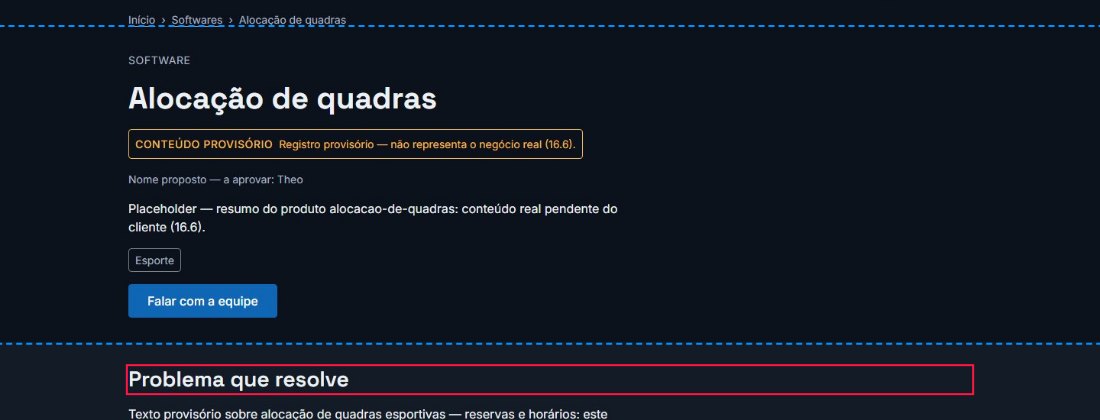 Início › Softwares › Alocação de quadras
SOFTWARE
Alocação de quadras
CONTEÚDO PROVISÓRIO Registro provisório — não representa o negócio real (16.6).
Nome proposto — a aprovar: Theo
Placeholder — resumo do produto alocacao-de-quadras: conteúdo real pendente do
cliente (16.6).
Esporte
Falar com a equipe
Problema que resolve
Texto provisório sobre alocação de quadras esportivas — reservas e horários: este